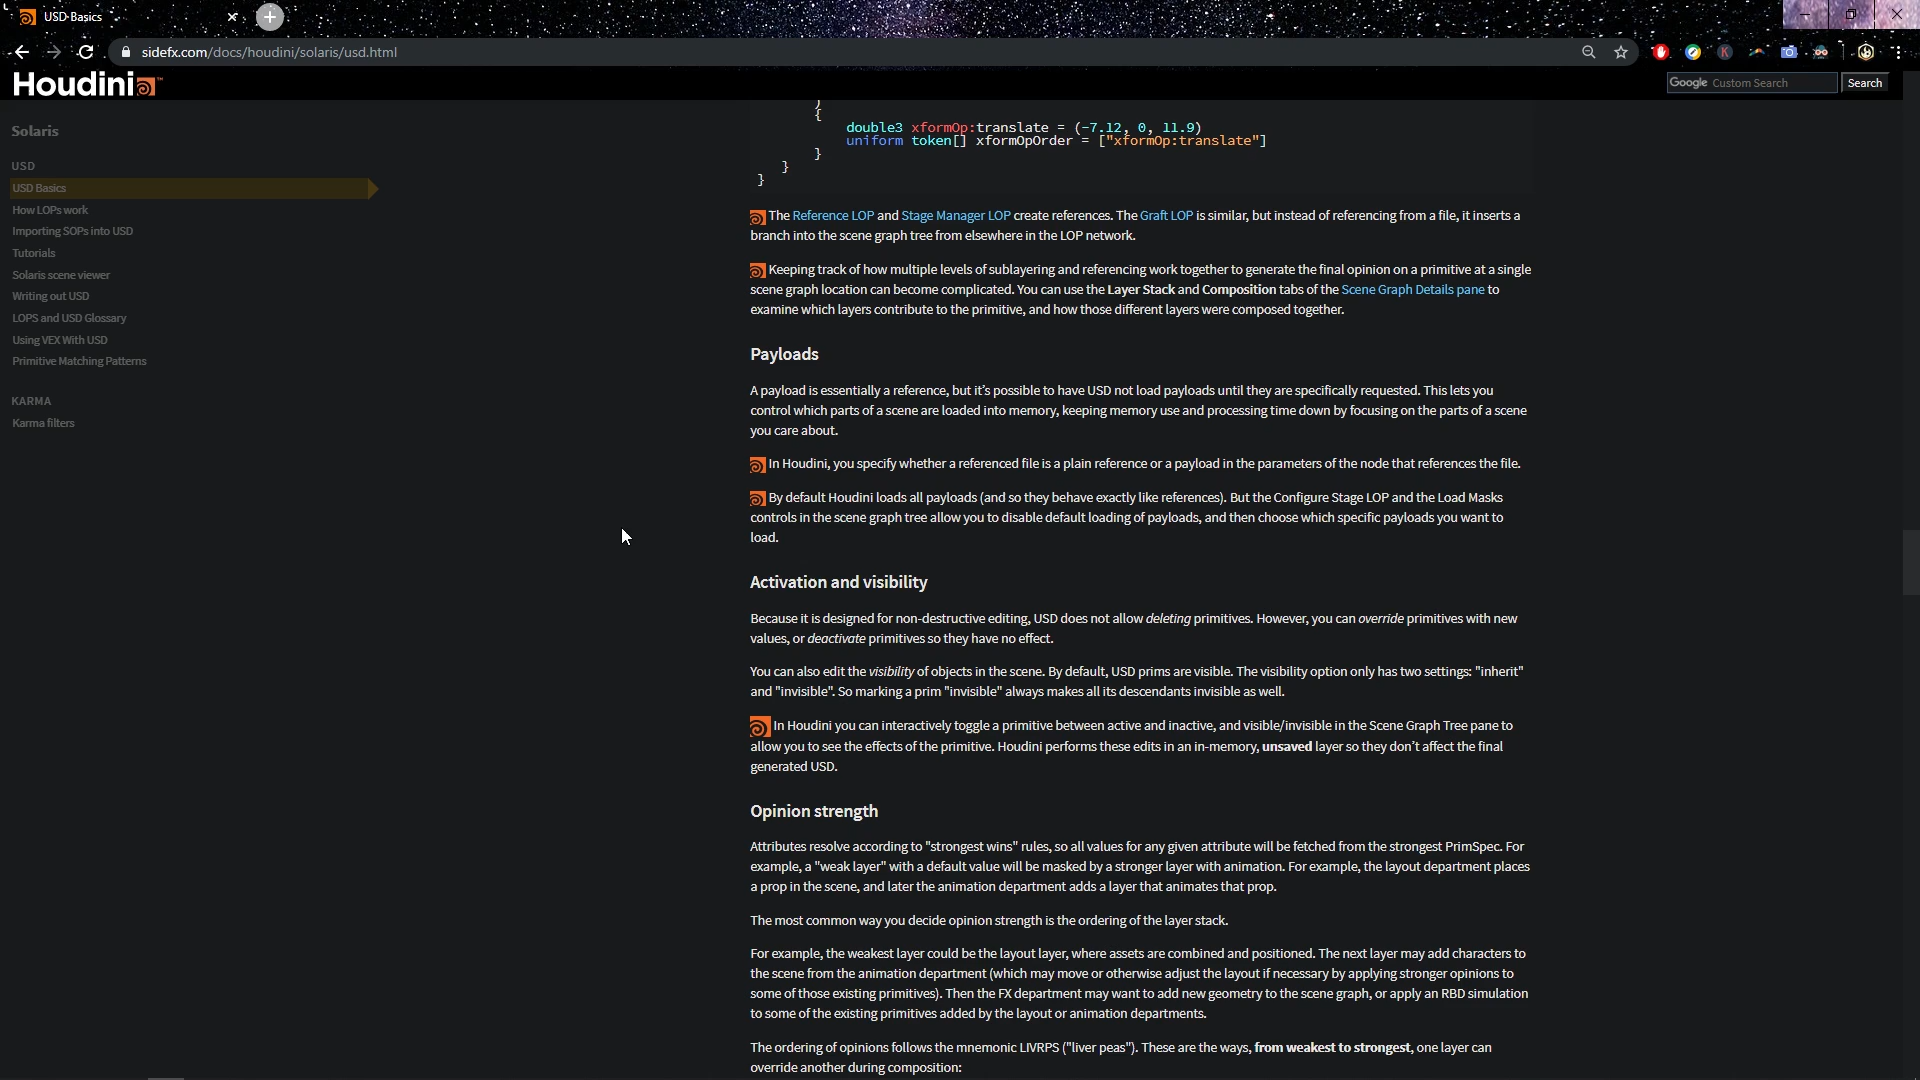 USD Basics
sidefx.com/docs/houdini/solaris/usd.html
Houdini
Google Custom Search
Search
Solaris
USD
USD Basics
How LOPs work
Importing SOPs into USD
Tutorials
Solaris scene viewer
Writing out USD
LOPS and USD Glossary
Using VEX With USD
Primitive Matching Patterns
KARMA
Karma filters
)
{
double3 xformOp:translate = (-7.12, 0, 11.9)
uniform token[] xformOpOrder = ["xformOp:translate"]
}
}
}
The Reference LOP and Stage Manager LOP create references. The Graft LOP is similar, but instead of referencing from a file, it inserts a
branch into the scene graph tree from elsewhere in the LOP network.
Keeping track of how multiple levels of sublayering and referencing work together to generate the final opinion on a primitive at a single
scene graph location can become complicated. You can use the Layer Stack and Composition tabs of the Scene Graph Details pane to
examine which layers contribute to the primitive, and how those different layers were composed together.
Payloads
A payload is essentially a reference, but it's possible to have USD not load payloads until they are specifically requested. This lets you
control which parts of a scene are loaded into memory, keeping memory use and processing time down by focusing on the parts of a scene
you care about.
In Houdini, you specify whether a referenced file is a plain reference or a payload in the parameters of the node that references the file.
By default Houdini loads all payloads (and so they behave exactly like references). But the Configure Stage LOP and the Load Masks
controls in the scene graph tree allow you to disable default loading of payloads, and then choose which specific payloads you want to
load.
Activation and visibility
Because it is designed for non-destructive editing, USD does not allow deleting primitives. However, you can override primitives with new
values, or deactivate primitives so they have no effect.
You can also edit the visibility of objects in the scene. By default, USD prims are visible. The visibility option only has two settings: "inherit"
and "invisible". So marking a prim "invisible" always makes all its descendants invisible as well.
In Houdini you can interactively toggle a primitive between active and inactive, and visible/invisible in the Scene Graph Tree pane to
allow you to see the effects of the primitive. Houdini performs these edits in an in-memory, unsaved layer so they don't affect the final
generated USD.
Opinion strength
Attributes resolve according to "strongest wins" rules, so all values for any given attribute will be fetched from the strongest PrimSpec. For
example, a "weak layer" with a default value will be masked by a stronger layer with animation. For example, the layout department places
a prop in the scene, and later the animation department adds a layer that animates that prop.
The most common way you decide opinion strength is the ordering of the layer stack.
For example, the weakest layer could be the layout layer, where assets are combined and positioned. The next layer may add characters to
the scene from the animation department (which may move or otherwise adjust the layout if necessary by applying stronger opinions to
some of those existing primitives). Then the FX department may want to add new geometry to the scene graph, or apply an RBD simulation
to some of the existing primitives added by the layout or animation departments.
The ordering of opinions follows the mnemonic LIVRPS ("liver peas"). These are the ways, from weakest to strongest, one layer can
override another during composition: